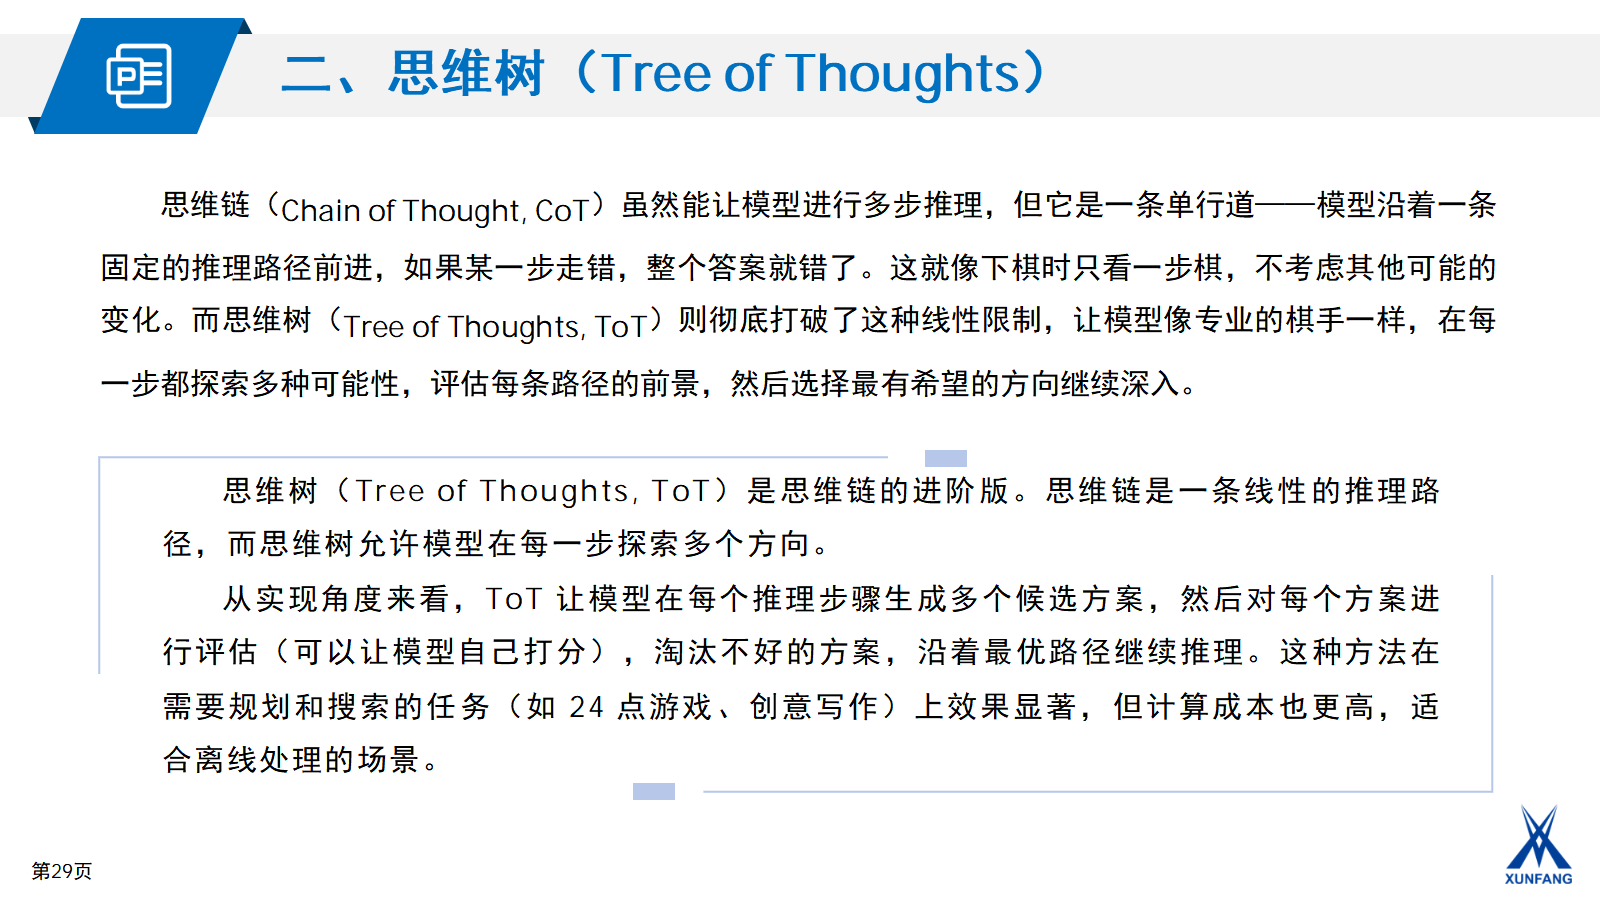 二、思维树（Tree of Thoughts）
思维链（Chain of Thought, CoT）虽然能让模型进行多步推理，但它是一条单行道——模型沿着一条
固定的推理路径前进，如果某一步走错，整个答案就错了。这就像下棋时只看一步棋，不考虑其他可能的
变化。而思维树（Tree of Thoughts, ToT）则彻底打破了这种线性限制，让模型像专业的棋手一样，在每
一步都探索多种可能性，评估每条路径的前景，然后选择最有希望的方向继续深入。
思维树（Tree of Thoughts, ToT）是思维链的进阶版。思维链是一条线性的推理路
径，而思维树允许模型在每一步探索多个方向。
从实现角度来看，ToT 让模型在每个推理步骤生成多个候选方案，然后对每个方案进
行评估（可以让模型自己打分），淘汰不好的方案，沿着最优路径继续推理。这种方法在
需要规划和搜索的任务（如 24 点游戏、创意写作）上效果显著，但计算成本也更高，适
合离线处理的场景。
第29页
XUNFANG